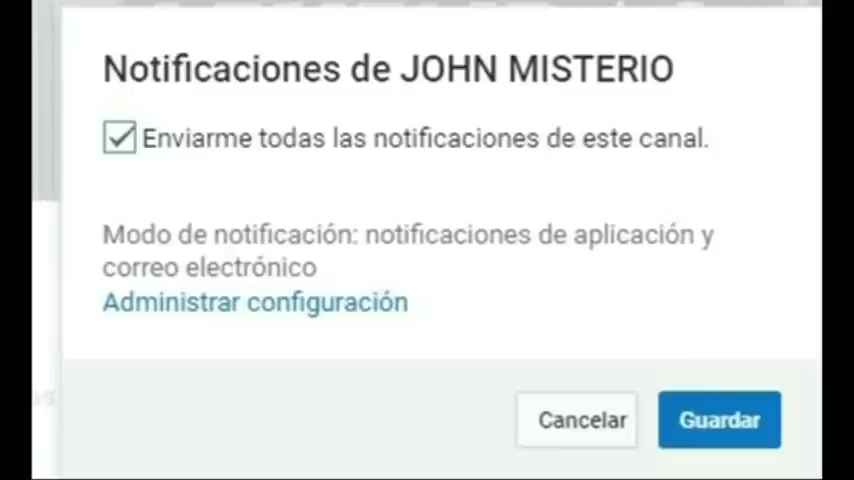 Notificaciones de JOHN MISTERIO
Enviarme todas las notificaciones de este canal.
Modo de notificación: notificaciones de aplicación y
correo electrónico
Administrar configuración
Cancelar
Guardar